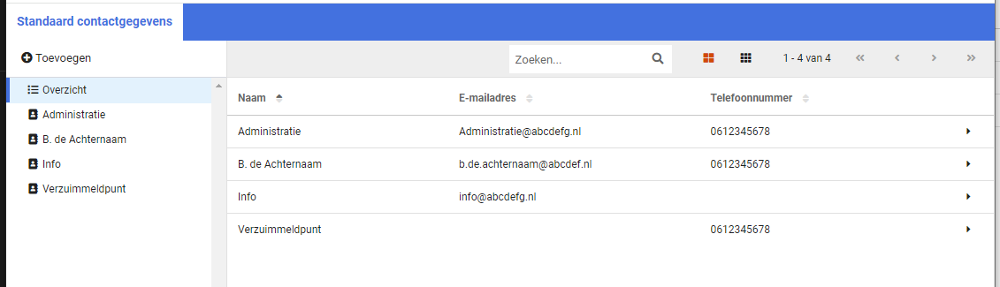 Standaard contactgegevens
Toevoegen
Zoeken...
1 - 4 van 4
Overzicht
Administratie
B. de Achternaam
Info
Verzuimmeldpunt
Naam E-mailadres Telefoonnummer
Administratie Administratie@abcdefg.nl 0612345678
B. de Achternaam b.de.achternaam@abcdef.nl 0612345678
Info info@abcdefg.nl
Verzuimmeldpunt 0612345678